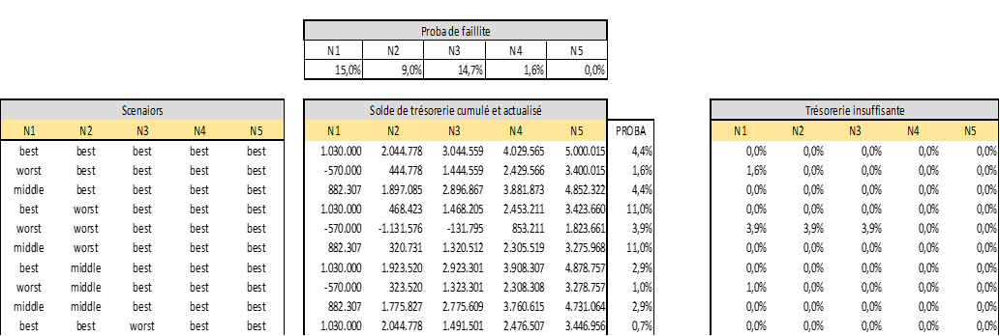 Proba de faillite
N1 N2 N3 N4 N5
15,0% 9,0% 14,7% 1,6% 0,0%
Scenaiors Solde de trésorerie cumulé et actualisé Trésorerie insuffisante
N1 N2 N3 N4 N5 N1 N2 N3 N4 N5 PROBA N1 N2 N3 N4 N5
best best best best best 1.030.000 2.044.778 3.044.559 4.029.565 5.000.015 4,4% 0,0% 0,0% 0,0% 0,0% 0,0%
worst best best best best -570.000 444.778 1.444.559 2.429.566 3.400.015 1,6% 1,6% 0,0% 0,0% 0,0% 0,0%
middle best best best best 882.307 1.897.085 2.896.867 3.881.873 4.852.322 4,4% 0,0% 0,0% 0,0% 0,0% 0,0%
best worst best best best 1.030.000 468.423 1.468.205 2.453.211 3.423.660 11,0% 0,0% 0,0% 0,0% 0,0% 0,0%
worst worst best best best -570.000 -1.131.576 -131.795 853.211 1.823.661 3,9% 3,9% 3,9% 3,9% 0,0% 0,0%
middle worst best best best 882.307 320.731 1.320.512 2.305.519 3.275.968 11,0% 0,0% 0,0% 0,0% 0,0% 0,0%
best middle best best best 1.030.000 1.923.520 2.923.301 3.908.307 4.878.757 2,9% 0,0% 0,0% 0,0% 0,0% 0,0%
worst middle best best best -570.000 323.520 1.323.301 2.308.308 3.278.757 1,0% 1,0% 0,0% 0,0% 0,0% 0,0%
middle middle best best best 882.307 1.775.827 2.775.609 3.760.615 4.731.064 2,9% 0,0% 0,0% 0,0% 0,0% 0,0%
best best worst best best 1.030.000 2.044.778 1.491.501 2.476.507 3.446.956 0,7% 0,0% 0,0% 0,0% 0,0% 0,0%